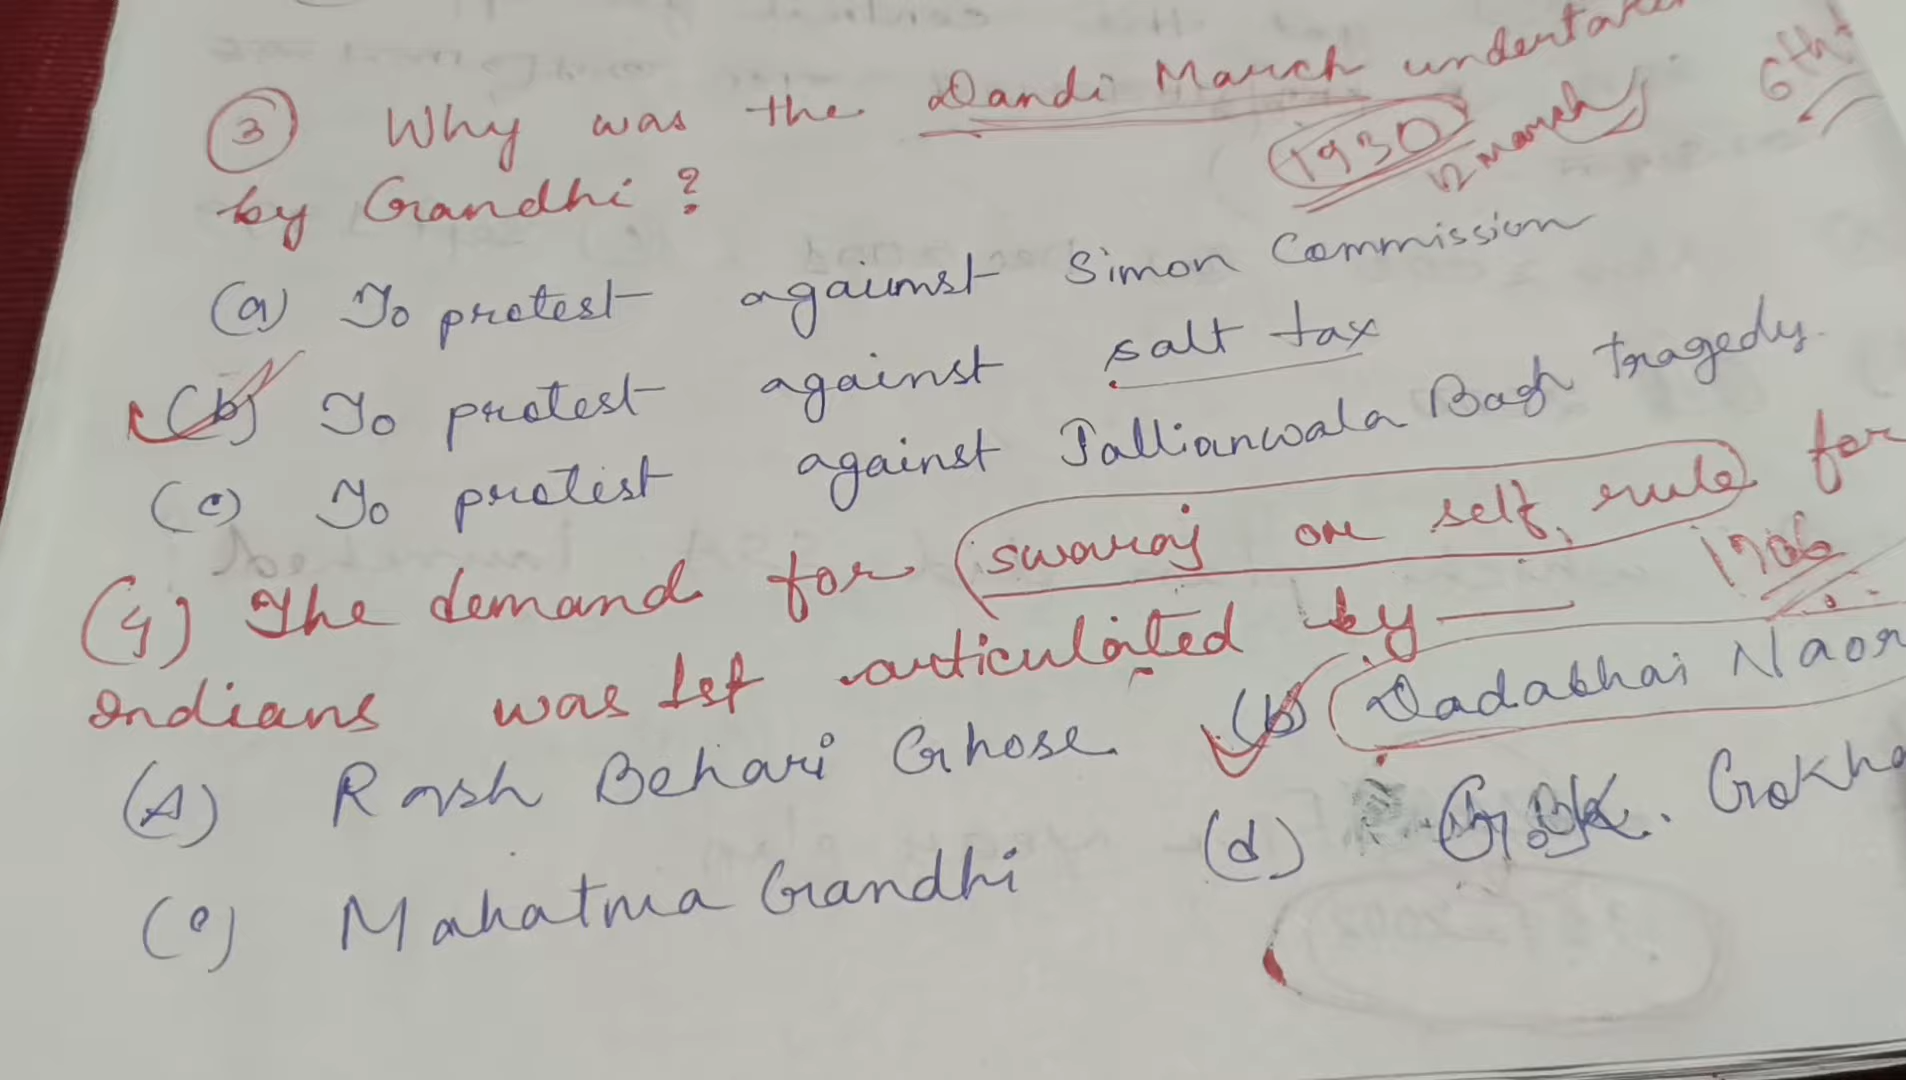 ③ Why was the Dandi March undertake
1930 12 march 6th
by Gandhi?
(a) To protest against Simon Commission
(b) To protest against salt tax
(c) To protest against Jallianwala Bagh tragedy.
(4) The demand for swaraj or self, rule for
1906
Indians was 1st articulated by —
(A) Rash Behari Ghose (b) Dadabhai Naor
(c) Mahatma Gandhi (d) G.K. Gokha